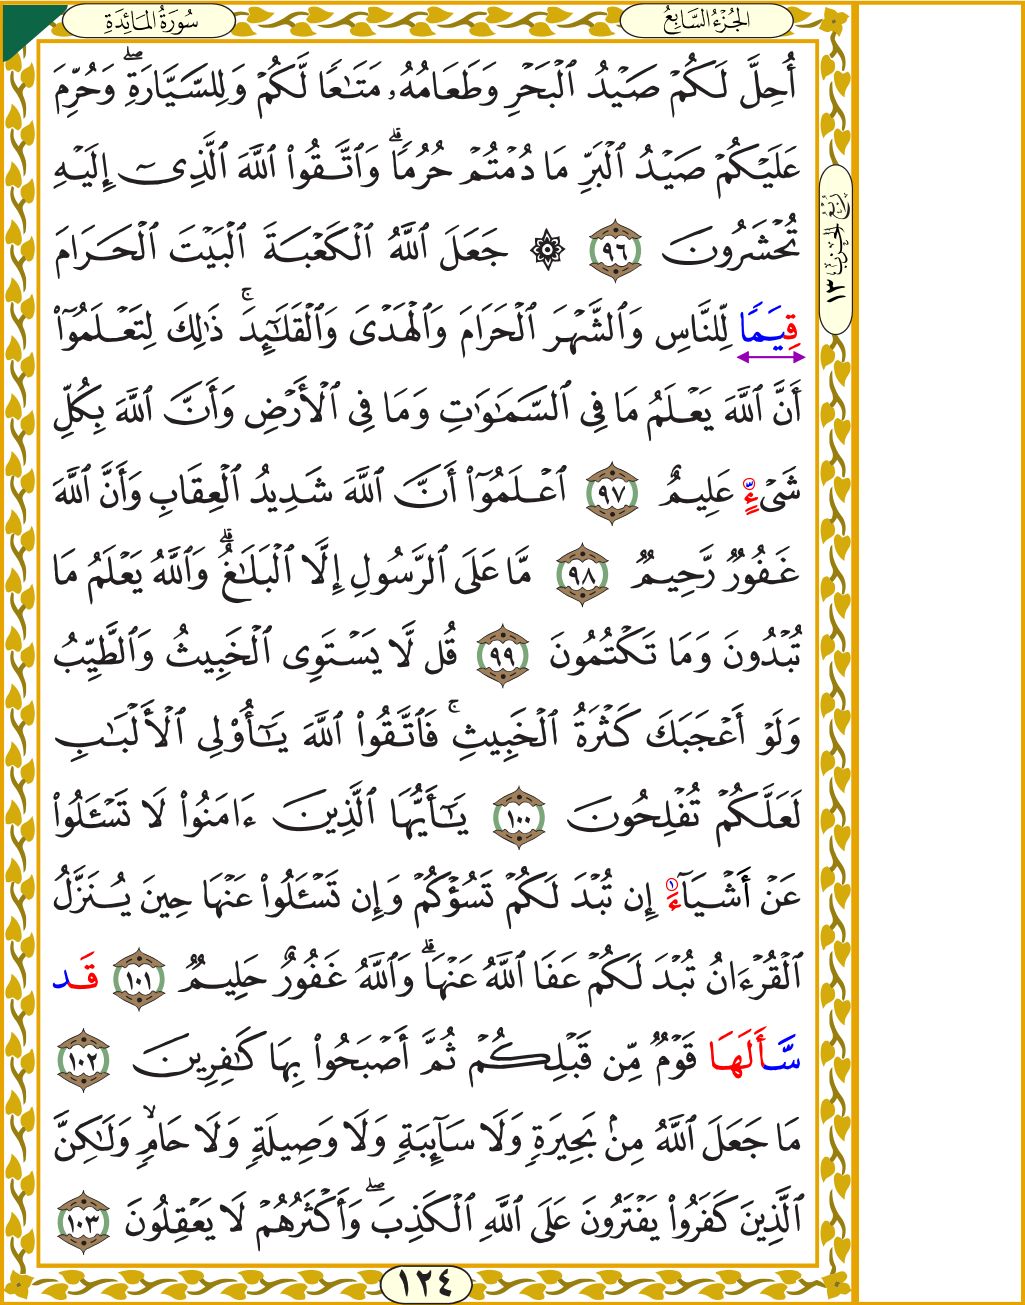 سُورَةُ المَائدَةِ
الجُزْءُ السَّابِعُ
أُحِلَّ لَكُمْ صَيْدُ ٱلْبَحْرِ وَطَعَامُهُۥ مَتَٰعًا لَّكُمْ وَلِلسَّيَّارَةِۖ وَحُرِّمَ
عَلَيْكُمْ صَيْدُ ٱلْبَرِّ مَا دُمْتُمْ حُرُمًاۗ وَٱتَّقُوا۟ ٱللَّهَ ٱلَّذِىٓ إِلَيْهِ
تُحْشَرُونَ ٩٦ ۞ جَعَلَ ٱللَّهُ ٱلْكَعْبَةَ ٱلْبَيْتَ ٱلْحَرَامَ
قِيَمًا لِّلنَّاسِ وَٱلشَّهْرَ ٱلْحَرَامَ وَٱلْهَدْىَ وَٱلْقَلَٰٓئِدَۚ ذَٰلِكَ لِتَعْلَمُوٓا۟
أَنَّ ٱللَّهَ يَعْلَمُ مَا فِى ٱلسَّمَٰوَٰتِ وَمَا فِى ٱلْأَرْضِ وَأَنَّ ٱللَّهَ بِكُلِّ
شَىْءٍ عَلِيمٌ ٩٧ ٱعْلَمُوٓا۟ أَنَّ ٱللَّهَ شَدِيدُ ٱلْعِقَابِ وَأَنَّ ٱللَّهَ
غَفُورٌ رَّحِيمٌ ٩٨ مَّا عَلَى ٱلرَّسُولِ إِلَّا ٱلْبَلَٰغُۗ وَٱللَّهُ يَعْلَمُ مَا
تُبْدُونَ وَمَا تَكْتُمُونَ ٩٩ قُل لَّا يَسْتَوِى ٱلْخَبِيثُ وَٱلطَّيِّبُ
وَلَوْ أَعْجَبَكَ كَثْرَةُ ٱلْخَبِيثِۚ فَٱتَّقُوا۟ ٱللَّهَ يَٰٓأُو۟لِى ٱلْأَلْبَٰبِ
لَعَلَّكُمْ تُفْلِحُونَ ١٠٠ يَٰٓأَيُّهَا ٱلَّذِينَ ءَامَنُوا۟ لَا تَسْـَٔلُوا۟
عَنْ أَشْيَآءَ إِن تُبْدَ لَكُمْ تَسُؤْكُمْ وَإِن تَسْـَٔلُوا۟ عَنْهَا حِينَ يُنَزَّلُ
ٱلْقُرْءَانُ تُبْدَ لَكُمْ عَفَا ٱللَّهُ عَنْهَاۗ وَٱللَّهُ غَفُورٌ حَلِيمٌ ١٠١ قَد
سَّأَلَهَا قَوْمٌ مِّن قَبْلِكُمْ ثُمَّ أَصْبَحُوا۟ بِهَا كَٰفِرِينَ ١٠٢
مَا جَعَلَ ٱللَّهُ مِنۢ بَحِيرَةٍ وَلَا سَآئِبَةٍ وَلَا وَصِيلَةٍ وَلَا حَامٍۙ وَلَٰكِنَّ
ٱلَّذِينَ كَفَرُوا۟ يَفْتَرُونَ عَلَى ٱللَّهِ ٱلْكَذِبَۖ وَأَكْثَرُهُمْ لَا يَعْقِلُونَ ١٠٣
رُبْعُ الحِزْبِ ١٣
١٢٤